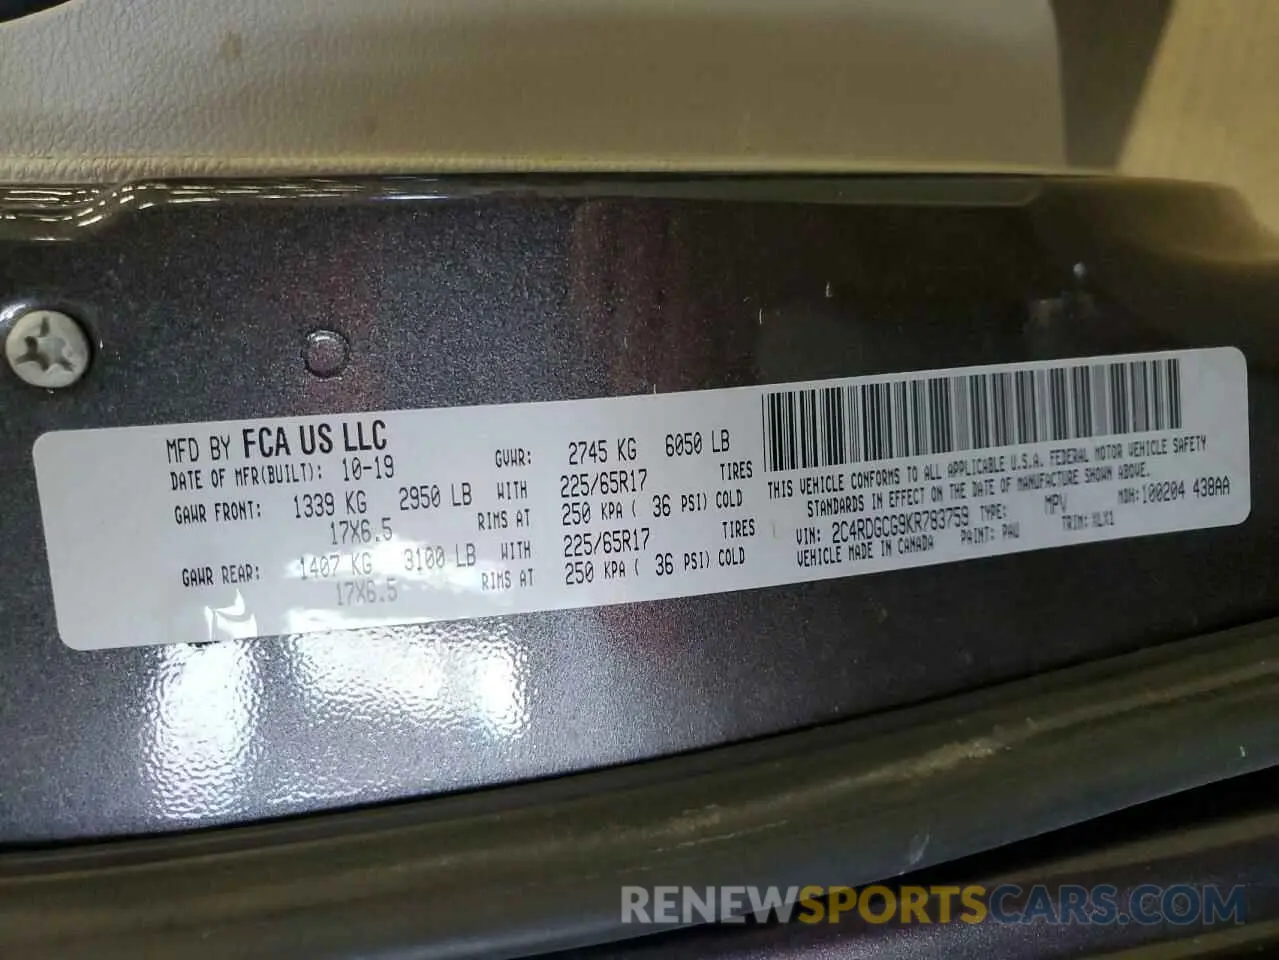 MFD BY FCA US LLC
DATE OF MFR(BUILT): 10-19
GVWR: 2745 KG 6050 LB
GAWR FRONT: 1339 KG 2950 LB WITH 225/65R17 TIRES
17X6.5 RIMS AT 250 KPA ( 36 PSI) COLD
GAWR REAR: 1407 KG 3100 LB WITH 225/65R17 TIRES
17X6.5 RIMS AT 250 KPA ( 36 PSI) COLD
THIS VEHICLE CONFORMS TO ALL APPLICABLE U.S.A. FEDERAL MOTOR VEHICLE SAFETY
STANDARDS IN EFFECT ON THE DATE OF MANUFACTURE SHOWN ABOVE.
VIN: 2C4RDGCG9KR783759 TYPE: MPV MDH:100204 438AA
VEHICLE MADE IN CANADA PAINT: PAU TRIM:
RENEWSPORTSCARS.COM